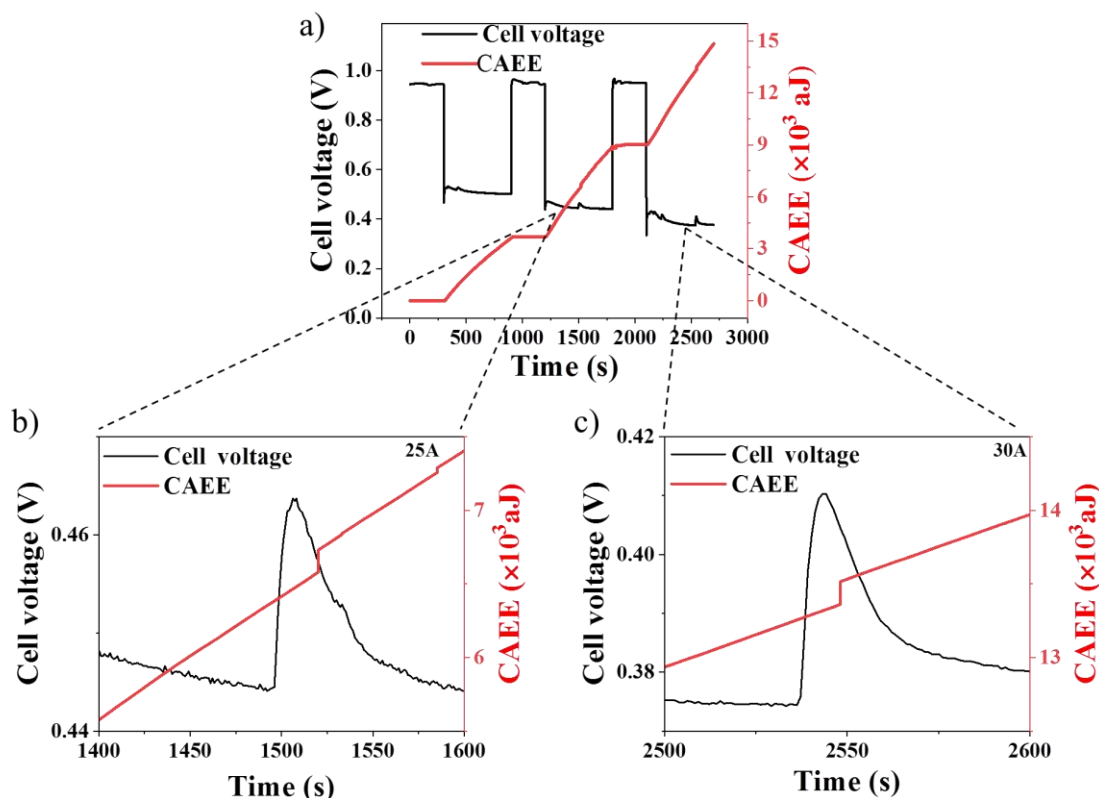 a)
Cell voltage
CAEE
Cell voltage (V)
1.0
0.8
0.6
0.4
0.2
0.0
15
12
9
6
3
0
CAEE (×10³ aJ)
0 500 1000 1500 2000 2500 3000
Time (s)
b)
Cell voltage
CAEE
25A
Cell voltage (V)
0.46
0.44
7
6
CAEE (×10³aJ)
1400 1450 1500 1550 1600
Time (s)
c)
Cell voltage
CAEE
30A
Cell voltage (V)
0.42
0.40
0.38
14
13
CAEE (×10³aJ)
2500 2550 2600
Time (s)